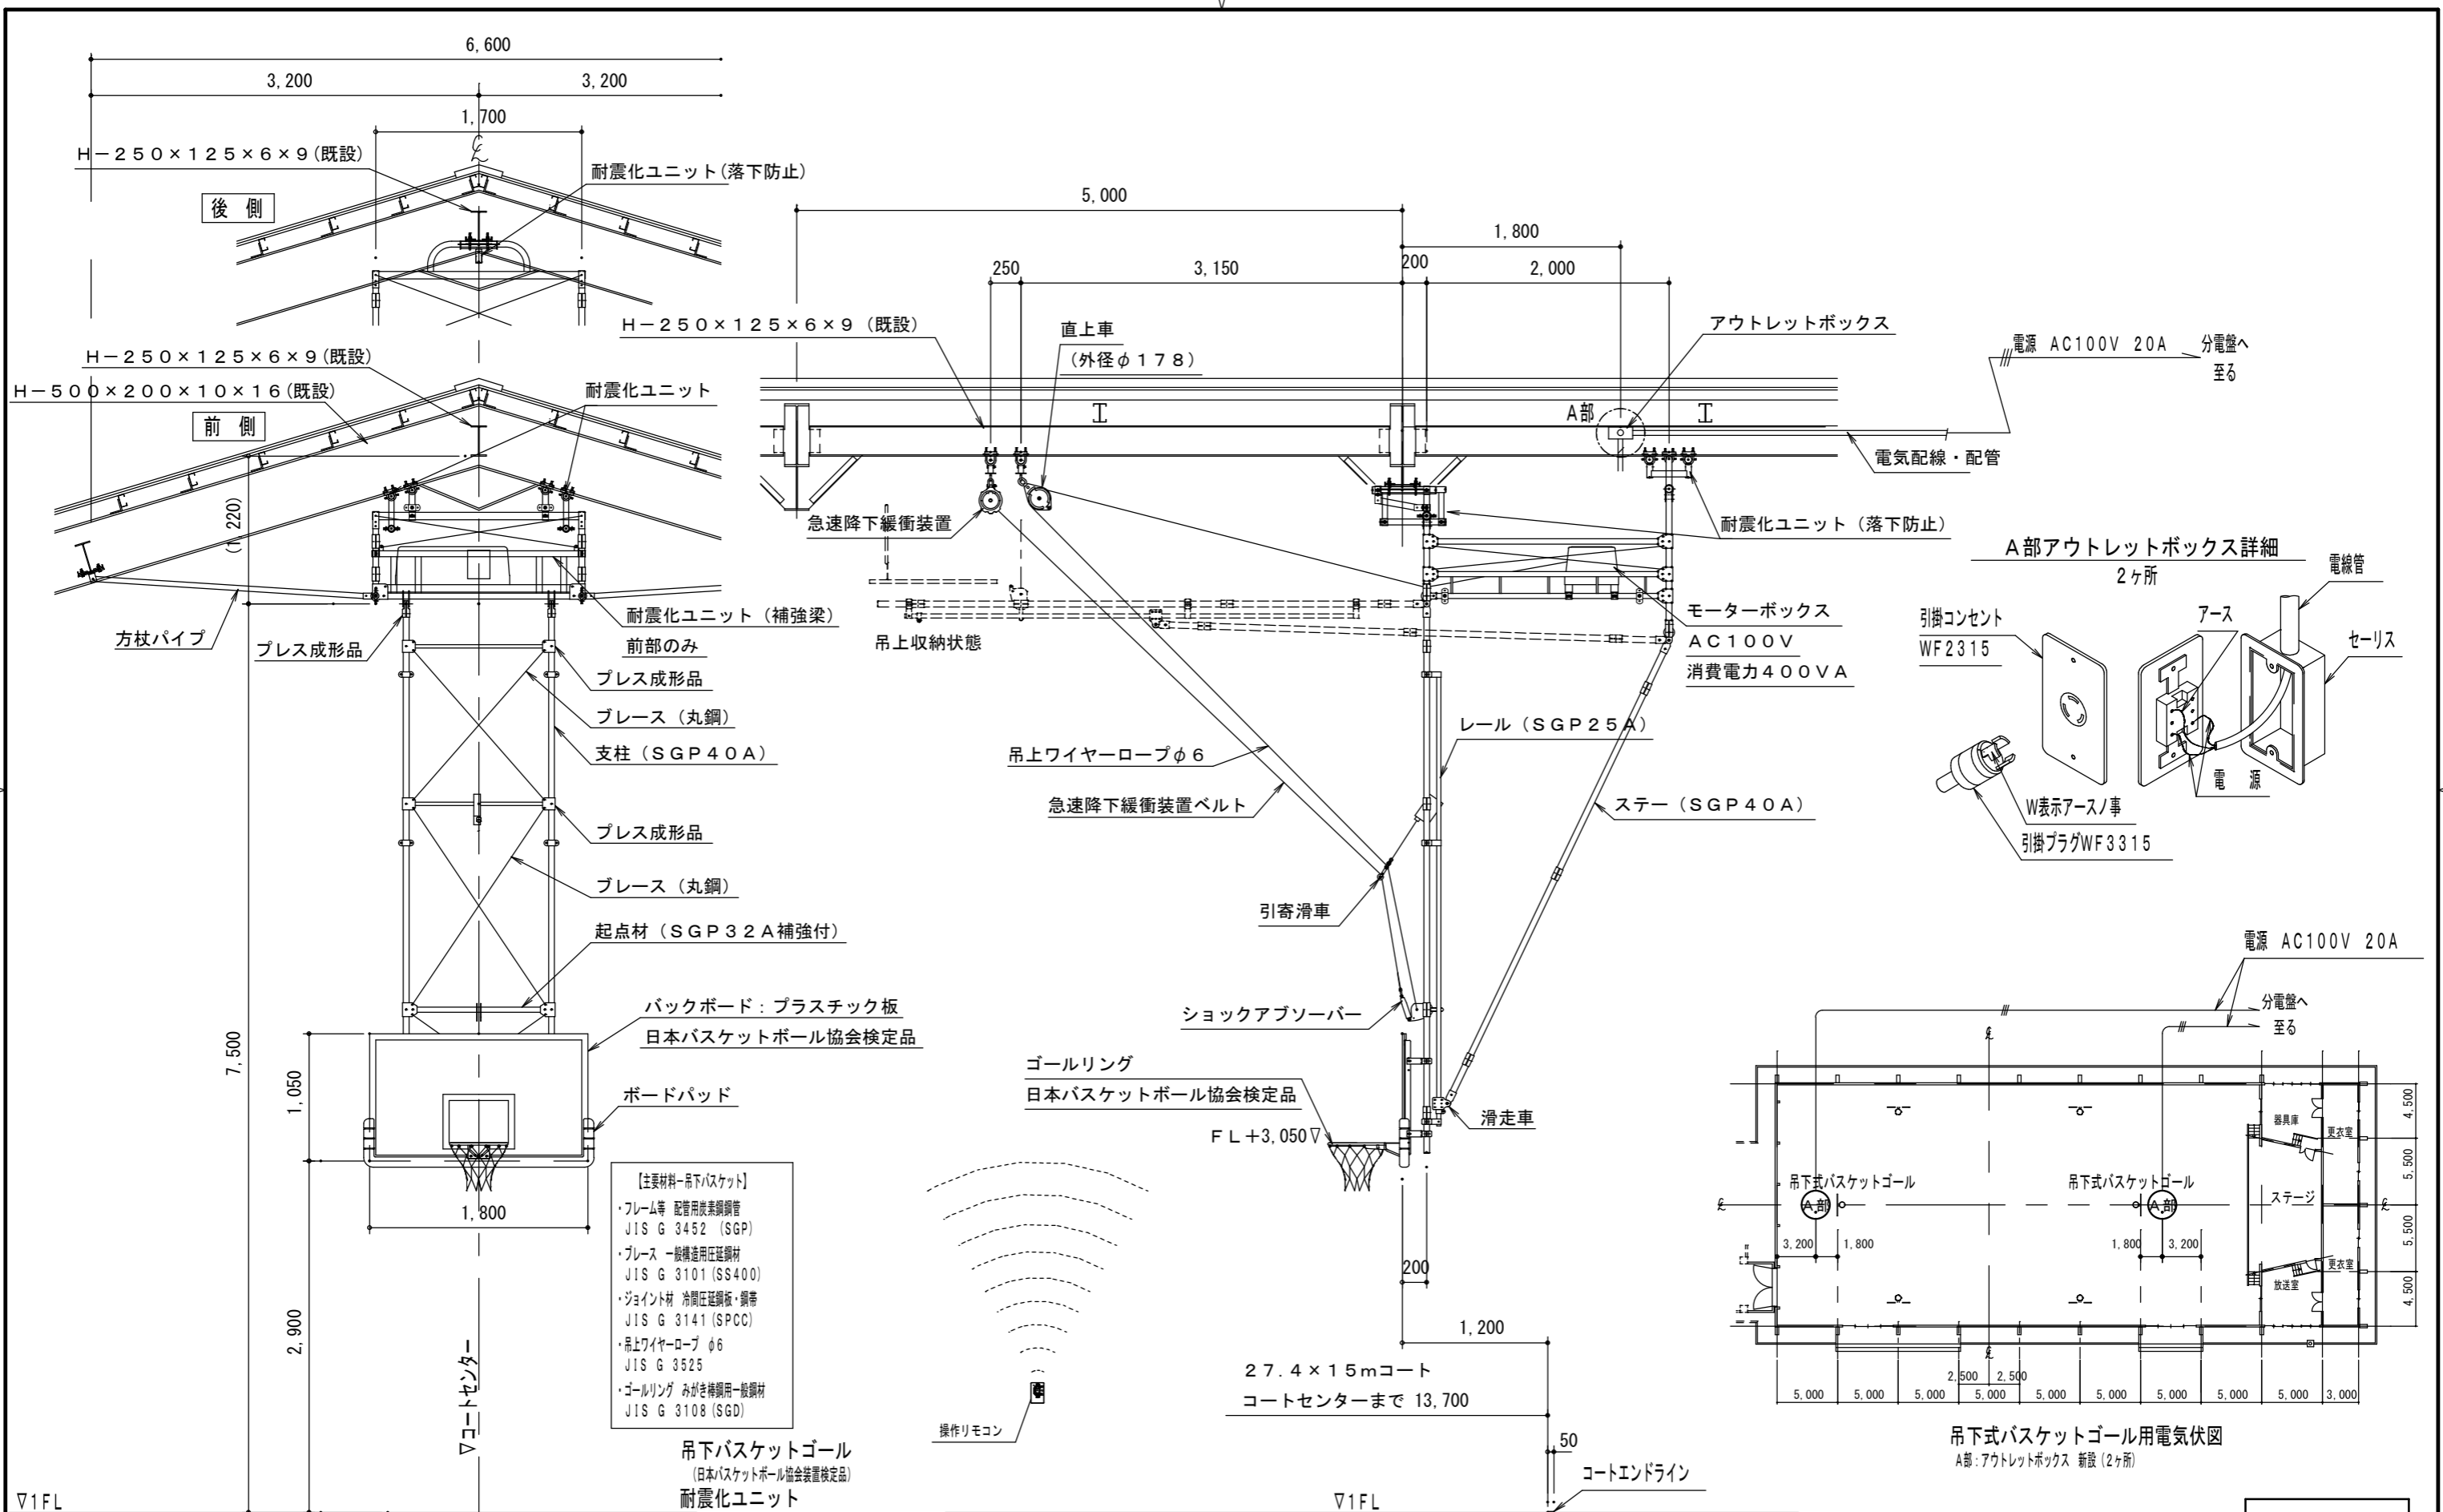 6,600
3,200
3,200
1,700
H－250×125×6×9(既設)
耐震化ユニット(落下防止)
後 側
H－250×125×6×9(既設)
H－500×200×10×16(既設)
耐震化ユニット
前 側
(1,220)
方杖パイプ
プレス成形品
耐震化ユニット（補強梁）
前部のみ
プレス成形品
ブレース（丸鋼）
支柱（SGP40A）
プレス成形品
ブレース（丸鋼）
起点材（SGP32A補強付）
バックボード：プラスチック板
日本バスケットボール協会検定品
ボードパッド
7,500
1,050
2,900
1,800
▽コートセンター
▽1FL
【主要材料－吊下バスケット】
・フレーム等 配管用炭素鋼鋼管
JIS G 3452 (SGP)
・ブレース 一般構造用圧延鋼材
JIS G 3101(SS400)
・ジョイント材 冷間圧延鋼板・鋼帯
JIS G 3141(SPCC)
・吊上ワイヤーロープ φ6
JIS G 3525
・ゴールリング みがき棒鋼用一般鋼材
JIS G 3108(SGD)
吊下バスケットゴール
(日本バスケットボール協会装置検定品)
耐震化ユニット
5,000
1,800
250
3,150
200
2,000
H－250×125×6×9（既設）
直上車
（外径φ178）
アウトレットボックス
電源 AC100V 20A
分電盤へ
至る
A部
電気配線・配管
急速降下緩衝装置
耐震化ユニット（落下防止）
吊上収納状態
モーターボックス
AC100V
消費電力400VA
レール（SGP25A）
吊上ワイヤーロープφ6
急速降下緩衝装置ベルト
ステー（SGP40A）
引寄滑車
ショックアブソーバー
ゴールリング
日本バスケットボール協会検定品
FL+3,050▽
滑走車
200
1,200
27.4×15mコート
コートセンターまで 13,700
50
コートエンドライン
▽1FL
操作リモコン
A部アウトレットボックス詳細
2ヶ所
電線管
引掛コンセント
WF2315
アース
セーリス
電 源
W表示アースノ事
引掛プラグWF3315
電源 AC100V 20A
分電盤へ
至る
器具庫
更衣室
吊下式バスケットゴール
吊下式バスケットゴール
A部
A部
ステージ
3,200
1,800
1,800
3,200
更衣室
放送室
4,500
5,500
5,500
4,500
2,500
2,500
5,000
5,000
5,000
5,000
5,000
5,000
5,000
5,000
5,000
3,000
吊下式バスケットゴール用電気伏図
A部：アウトレットボックス 新設(2ヶ所)